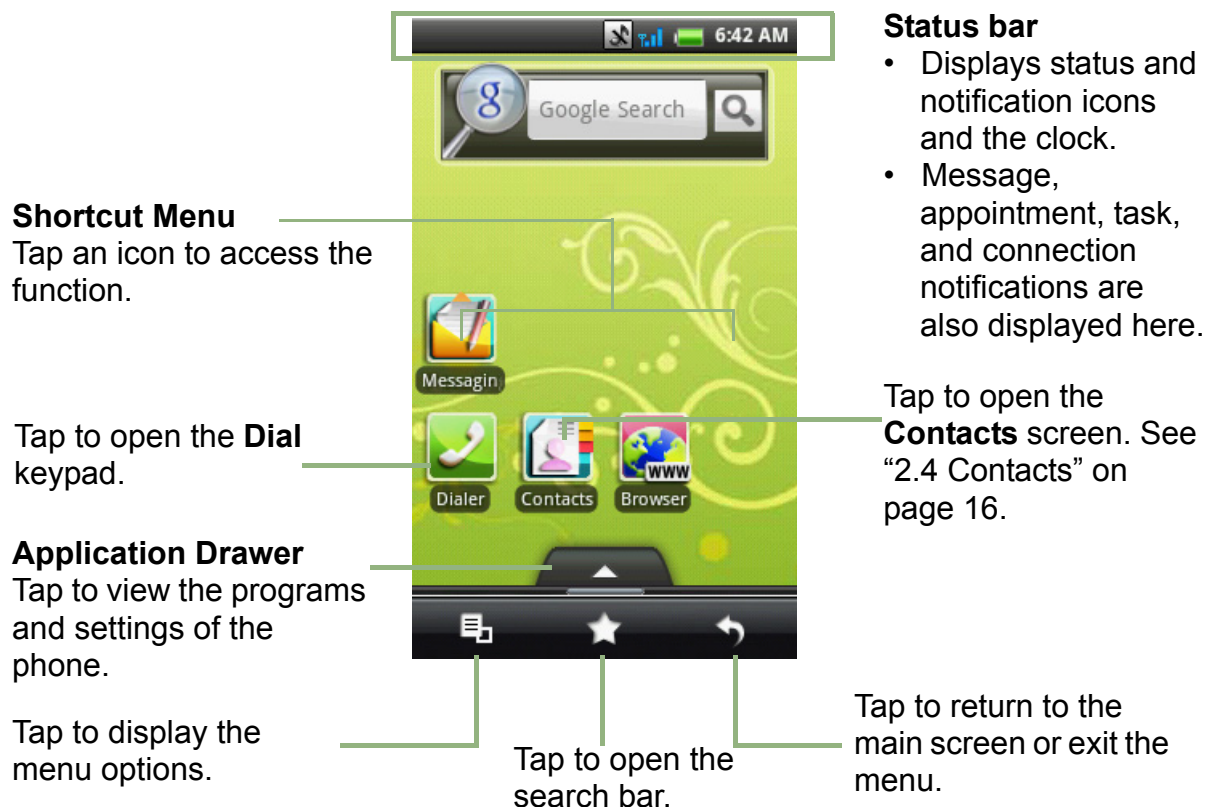 6:42 AM
g
Google Search
Messagin
Dialer
Contacts
WWW
Browser
Shortcut Menu
Tap an icon to access the
function.
Tap to open the Dial
keypad.
Application Drawer
Tap to view the programs
and settings of the
phone.
Tap to display the
menu options.
Tap to open the
search bar.
Status bar
• Displays status and
notification icons
and the clock.
• Message,
appointment, task,
and connection
notifications are
also displayed here.
Tap to open the
Contacts screen. See
“2.4 Contacts” on
page 16.
Tap to return to the
main screen or exit the
menu.